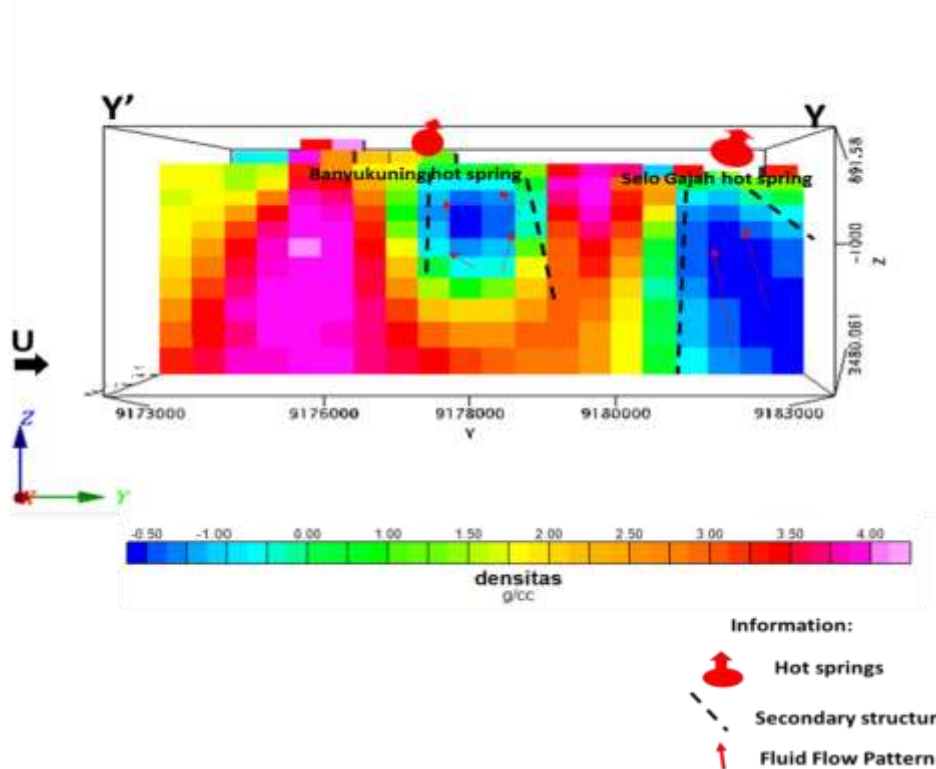 Y' Y
891.58
Banyukuning hot spring Selo Gajah hot spring
-1000
Z
3480.061
U
9173000 9176000 9178000 9180000 9183000
Y
Z
X Y
-0.50 -1.00 0.00 1.00 1.50 2.00 2.50 3.00 3.50 4.00
densitas
g/cc
Information:
Hot springs
Secondary structur
Fluid Flow Pattern